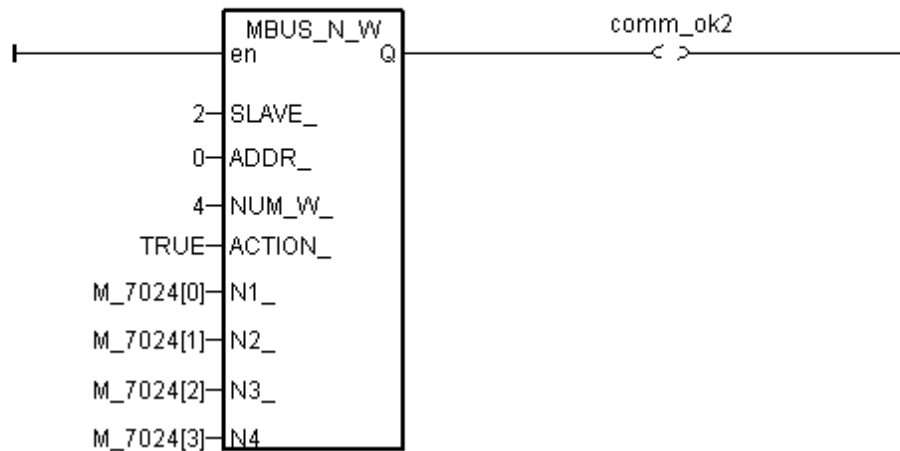 MBUS_N_W
comm_ok2
en Q
2 SLAVE_
0 ADDR_
4 NUM_W_
TRUE ACTION_
M_7024[0] N1_
M_7024[1] N2_
M_7024[2] N3_
M_7024[3] N4